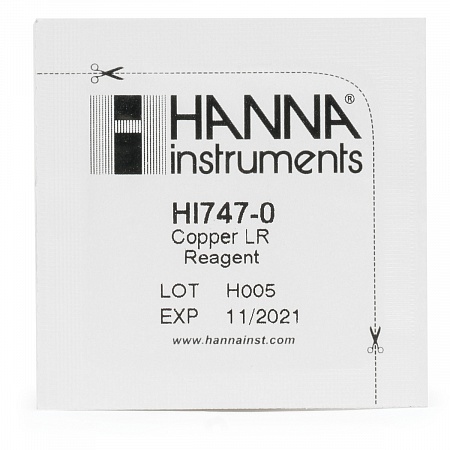 HANNA®
instruments
HI747-0
Copper LR
Reagent
LOT H005
EXP 11/2021
www.hannainst.com